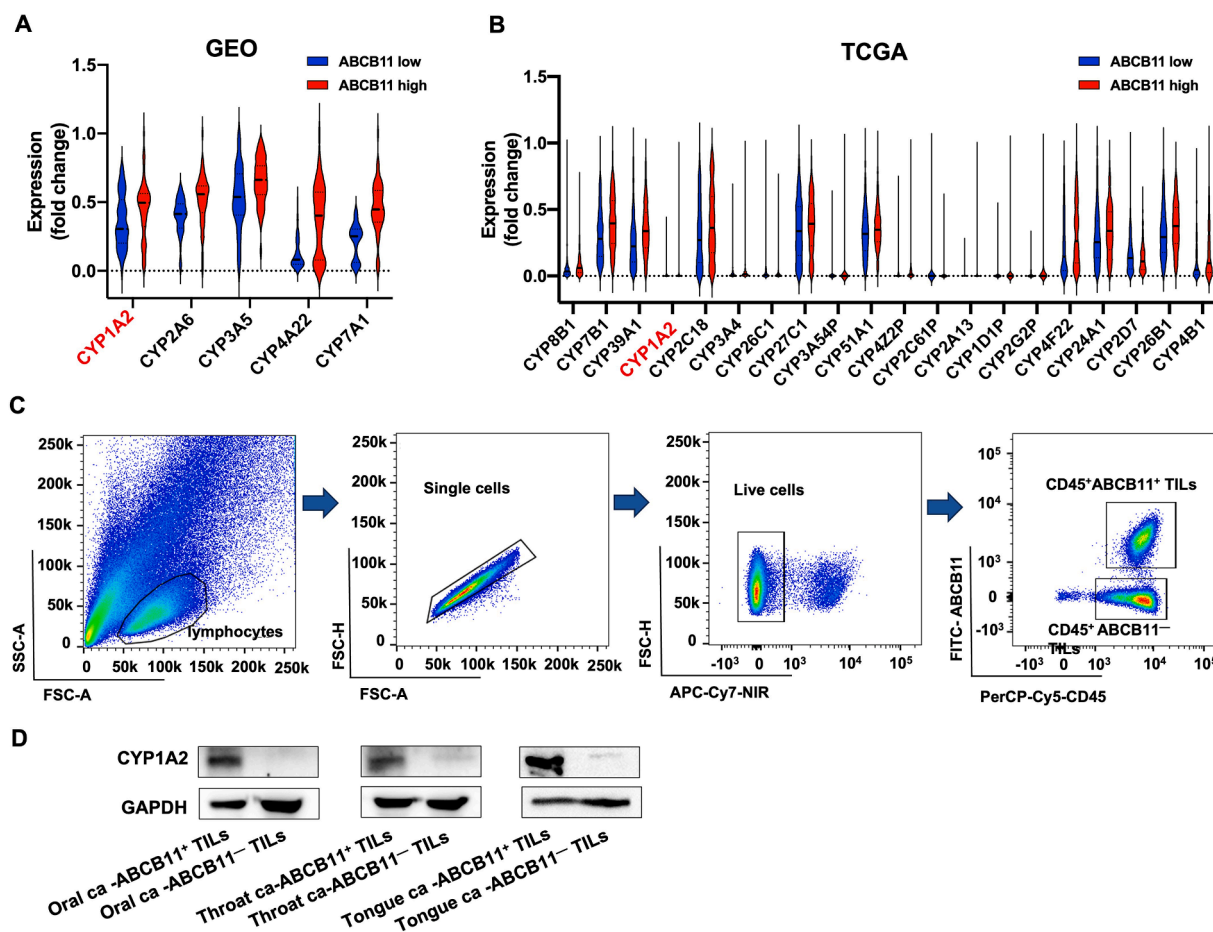 A
GEO
ABCB11 low
ABCB11 high
Expression
(fold change)
1.5
1.0
0.5
0.0
CYP1A2
CYP2A6
CYP3A5
CYP4A22
CYP7A1
B
TCGA
ABCB11 low
ABCB11 high
Expression
(fold change)
1.5
1.0
0.5
0.0
CYP8B1
CYP7B1
CYP39A1
CYP1A2
CYP2C18
CYP3A4
CYP26C1
CYP27C1
CYP3A54P
CYP51A1
CYP4Z2P
CYP2C61P
CYP2A13
CYP1D1P
CYP2G2P
CYP4F22
CYP24A1
CYP2D7
CYP26B1
CYP4B1
C
SSC-A
250k
200k
150k
100k
50k
0
lymphocytes
0 50k 100k 150k 200k 250k
FSC-A
FSC-H
250k
200k
150k
100k
50k
0
Single cells
0 50k 100k 150k 200k 250k
FSC-A
FSC-H
250k
200k
150k
100k
50k
0
Live cells
-10³ 0 10³ 10⁴ 10⁵
APC-Cy7-NIR
FITC- ABCB11
10⁵
10⁴
10³
0
-10³
CD45⁺ABCB11⁺ TILs
CD45⁺ABCB11— TILs
-10³ 0 10³ 10⁴ 10⁵
PerCP-Cy5-CD45
D
CYP1A2
GAPDH
Oral ca -ABCB11⁺ TILs
Oral ca -ABCB11— TILs
Throat ca-ABCB11⁺ TILs
Throat ca-ABCB11— TILs
Tongue ca -ABCB11⁺ TILs
Tongue ca -ABCB11— TILs